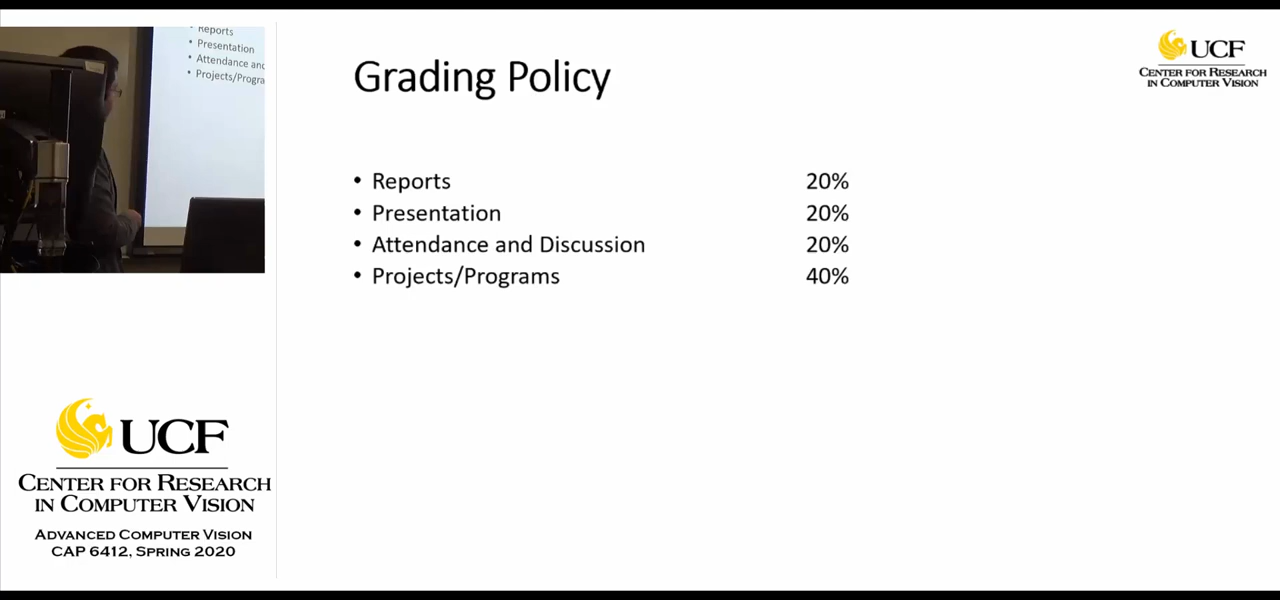 Reports
Presentation
Attendance and
Projects/Progra
UCF
CENTER FOR RESEARCH
IN COMPUTER VISION
ADVANCED COMPUTER VISION
CAP 6412, SPRING 2020
Grading Policy
• Reports 20%
• Presentation 20%
• Attendance and Discussion 20%
• Projects/Programs 40%
UCF
CENTER FOR RESEARCH
IN COMPUTER VISION